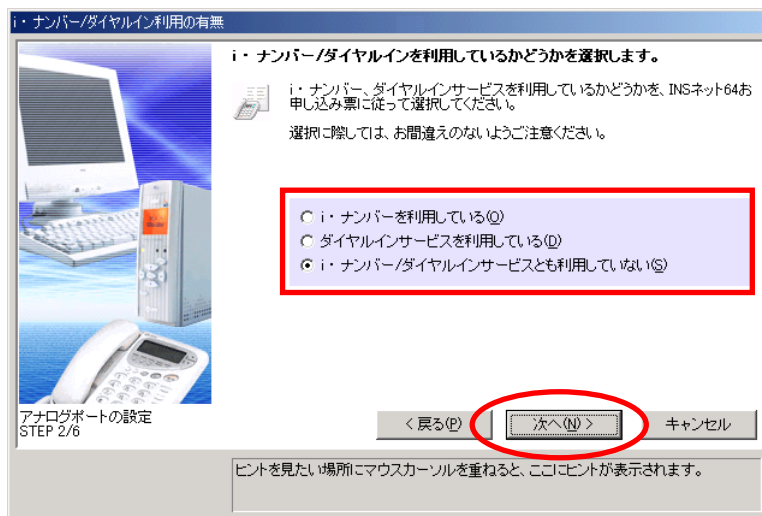 i・ナンバー/ダイヤルイン利用の有無
i・ナンバー/ダイヤルインを利用しているかどうかを選択します。
i・ナンバー、ダイヤルインサービスを利用しているかどうかを、INSネット64お
申し込み票に従って選択してください。
選択に際しては、お間違えのないようご注意ください。
i・ナンバーを利用している(O)
ダイヤルインサービスを利用している(D)
i・ナンバー/ダイヤルインサービスとも利用していない(S)
アナログポートの設定
STEP 2/6
< 戻る(P)
次へ(N) >
キャンセル
ヒントを見たい場所にマウスカーソルを重ねると、ここにヒントが表示されます。